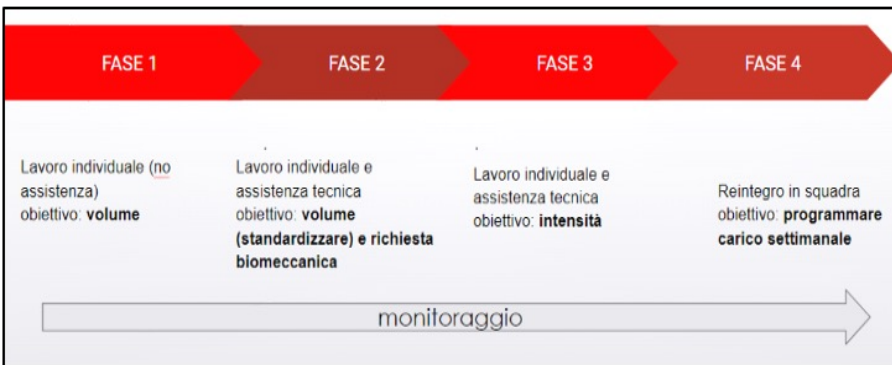 FASE 1
FASE 2
FASE 3
FASE 4
Lavoro individuale (no
assistenza)
obiettivo: volume
Lavoro individuale e
assistenza tecnica
obiettivo: volume
(standardizzare) e richiesta
biomeccanica
Lavoro individuale e
assistenza tecnica
obiettivo: intensità
Reintegro in squadra
obiettivo: programmare
carico settimanale
monitoraggio